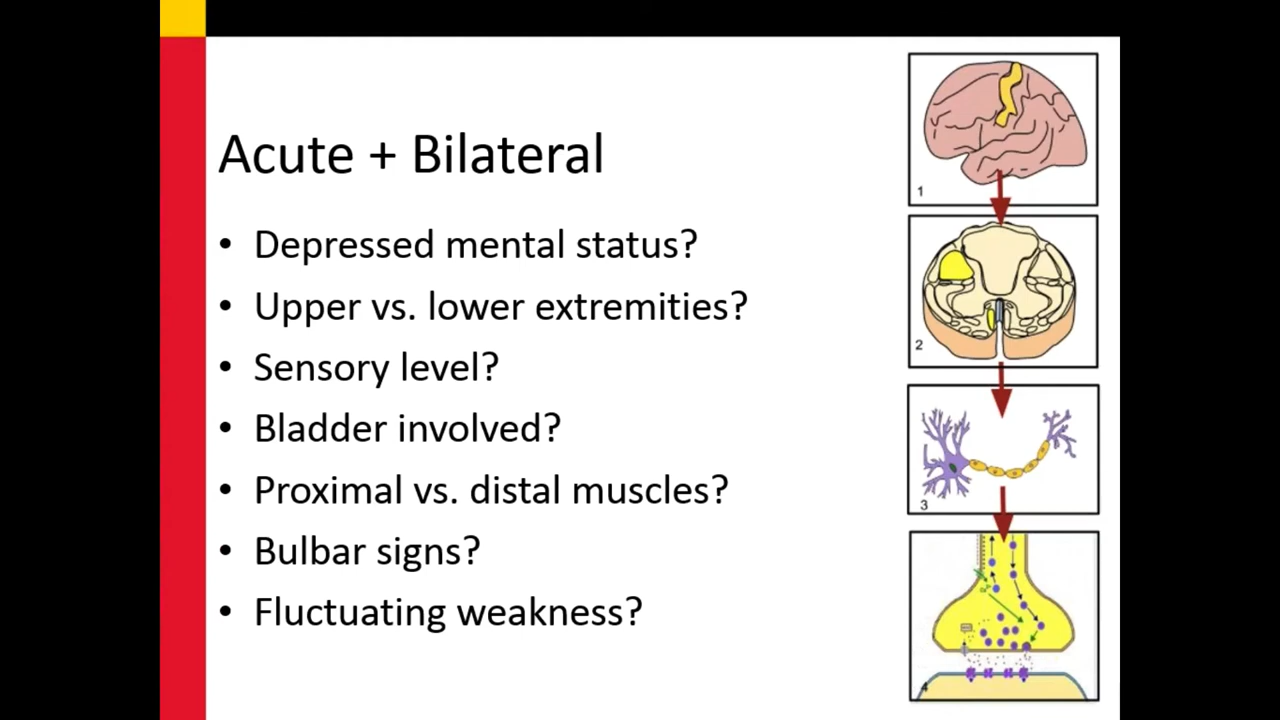 Acute + Bilateral
• Depressed mental status?
• Upper vs. lower extremities?
• Sensory level?
• Bladder involved?
• Proximal vs. distal muscles?
• Bulbar signs?
• Fluctuating weakness?
1
2
3
4